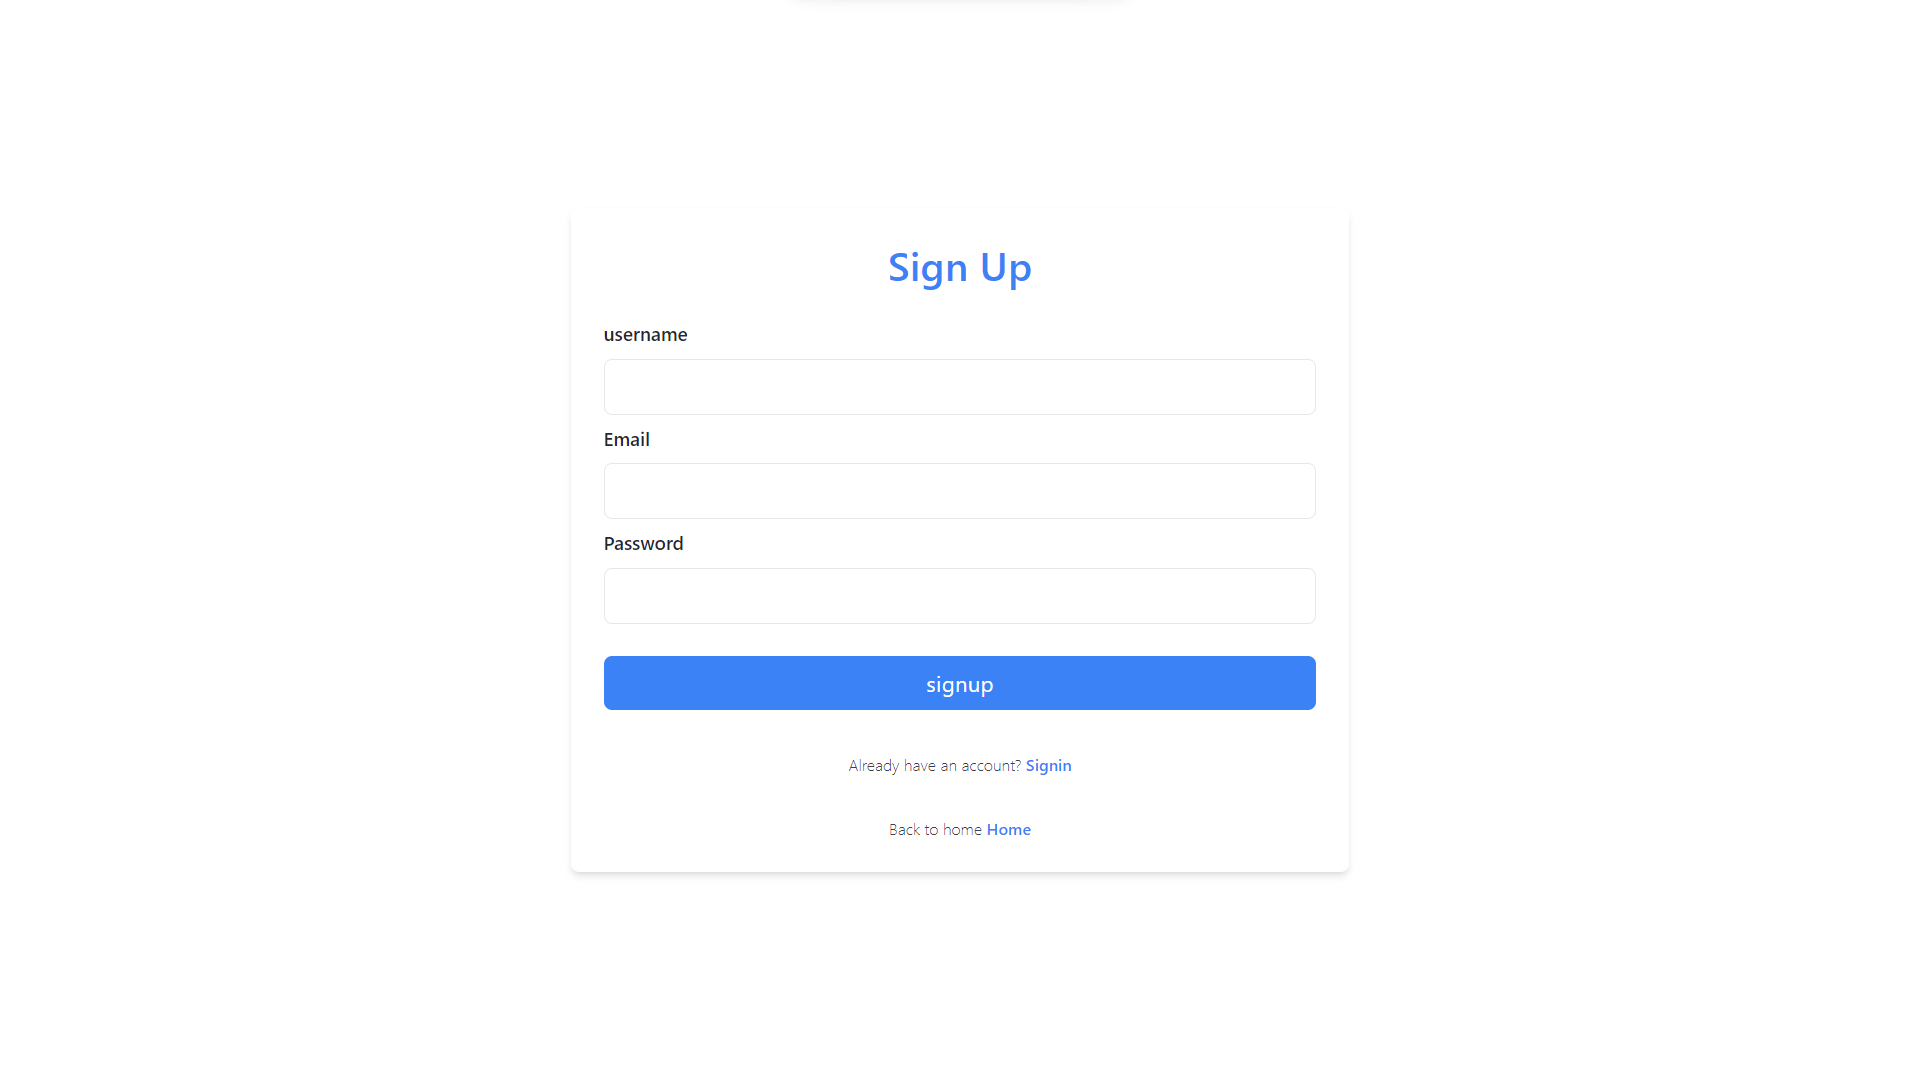 Sign Up
username
Email
Password
signup
Already have an account? Signin
Back to home Home